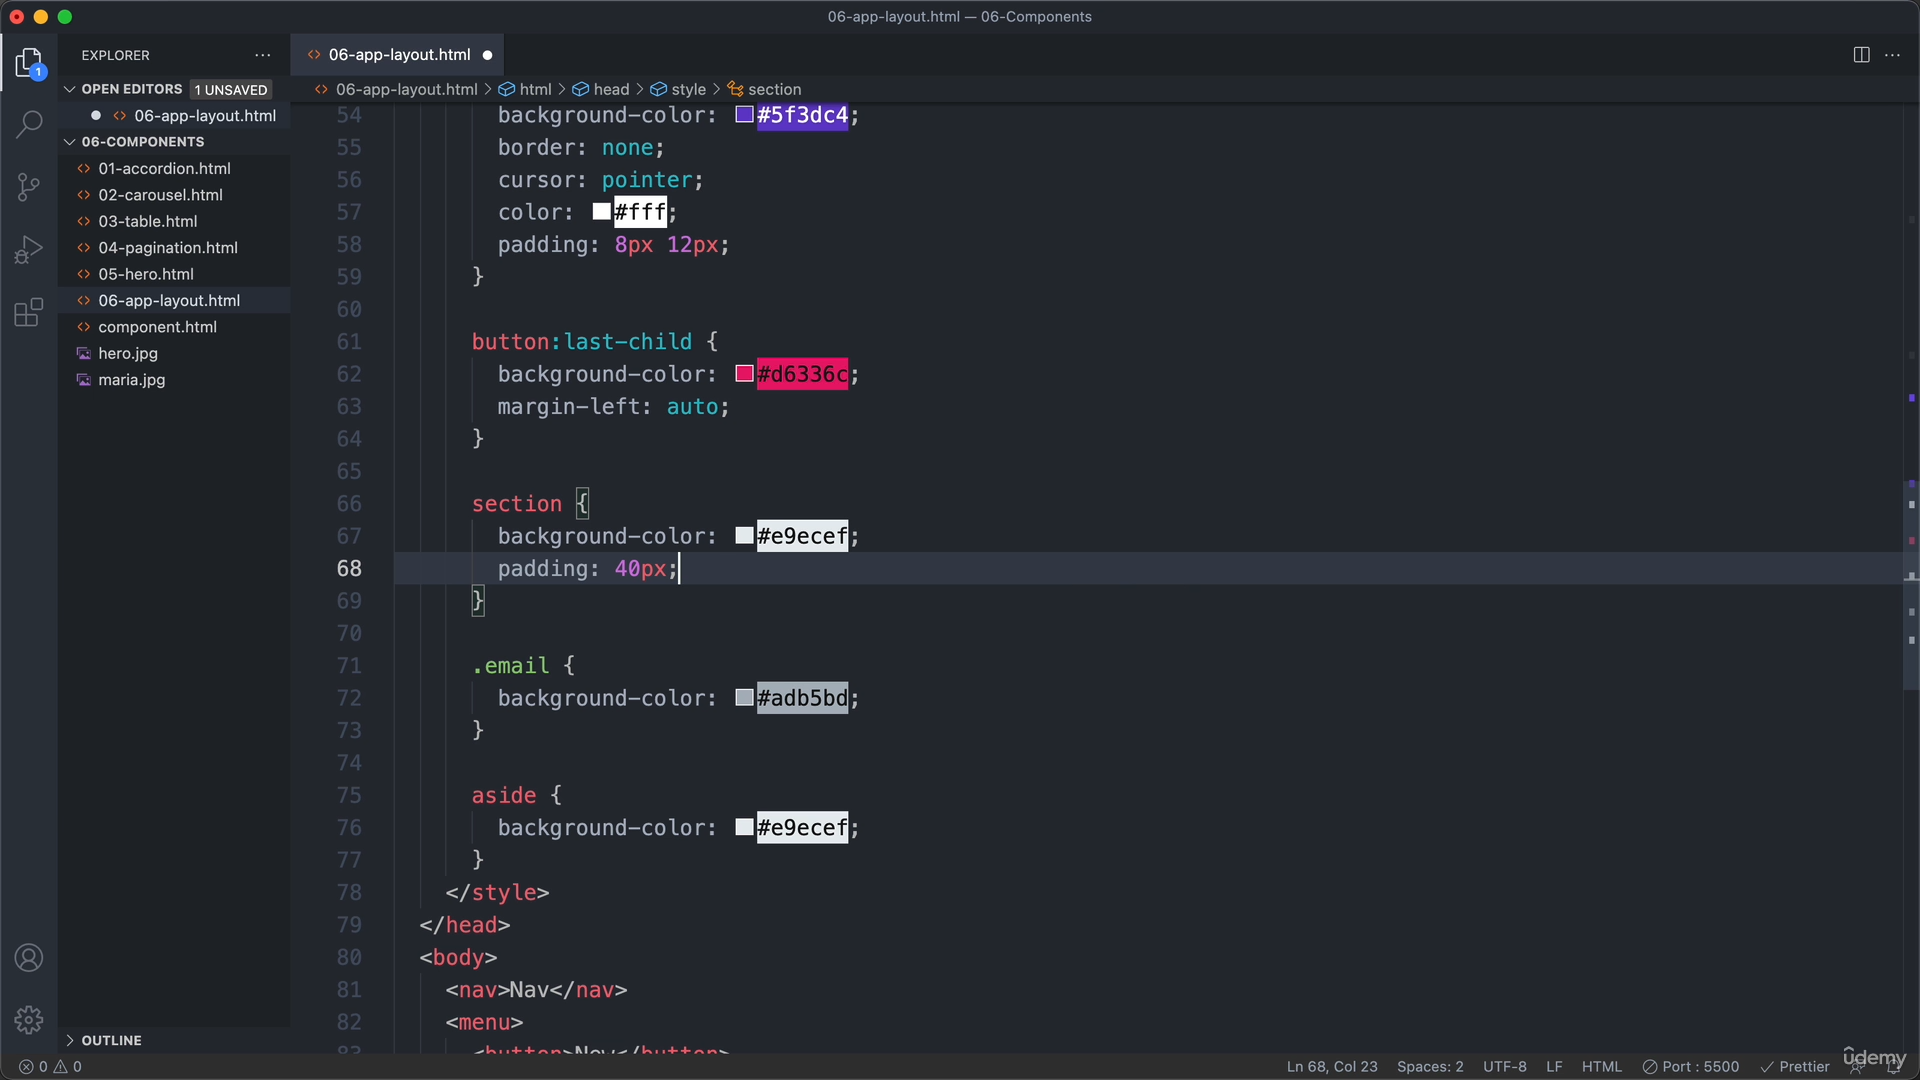 06-app-layout.html — 06-Components
EXPLORER
06-app-layout.html
OPEN EDITORS 1 UNSAVED
06-app-layout.html
06-COMPONENTS
01-accordion.html
02-carousel.html
03-table.html
04-pagination.html
05-hero.html
06-app-layout.html
component.html
hero.jpg
maria.jpg
OUTLINE
1
06-app-layout.html > html > head > style > section
54 background-color: #5f3dc4;
55 border: none;
56 cursor: pointer;
57 color: #fff;
58 padding: 8px 12px;
59 }
60
61 button:last-child {
62 background-color: #d6336c;
63 margin-left: auto;
64 }
65
66 section {
67 background-color: #e9ecef;
68 padding: 40px;
69 }
70
71 .email {
72 background-color: #adb5bd;
73 }
74
75 aside {
76 background-color: #e9ecef;
77 }
78 </style>
79 </head>
80 <body>
81 <nav>Nav</nav>
82 <menu>
83 <button>New</button>
0 0
Ln 68, Col 23 Spaces: 2 UTF-8 LF HTML Port : 5500 Prettier
ûdemy